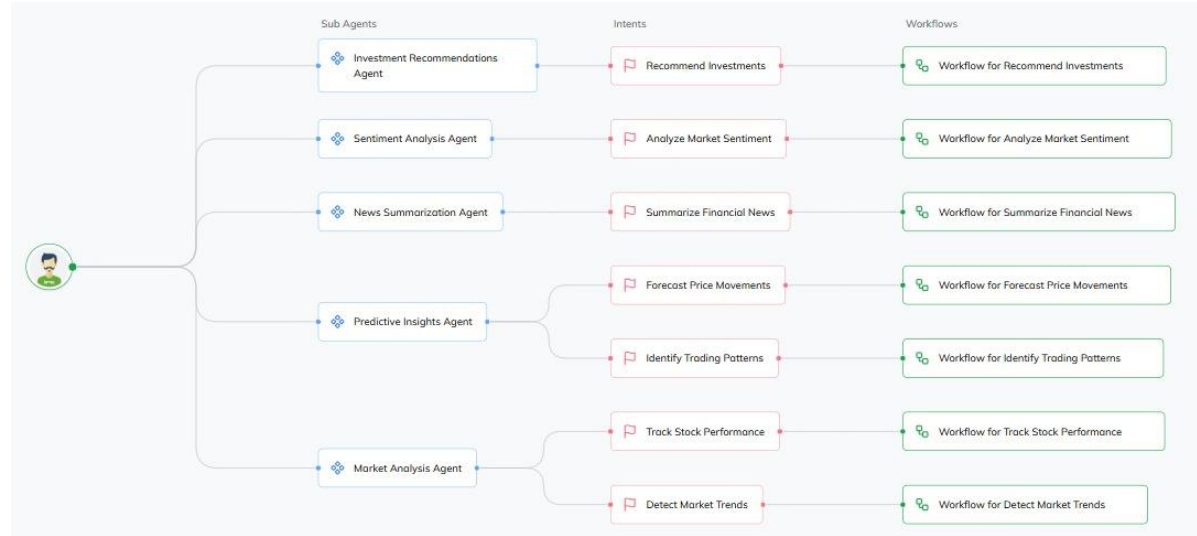 Sub Agents
Intents
Workflows
Investment Recommendations
Agent
Recommend Investments
Workflow for Recommend Investments
Sentiment Analysis Agent
Analyze Market Sentiment
Workflow for Analyze Market Sentiment
News Summarization Agent
Summarize Financial News
Workflow for Summarize Financial News
Predictive Insights Agent
Forecast Price Movements
Workflow for Forecast Price Movements
Identify Trading Patterns
Workflow for Identify Trading Patterns
Market Analysis Agent
Track Stock Performance
Workflow for Track Stock Performance
Detect Market Trends
Workflow for Detect Market Trends